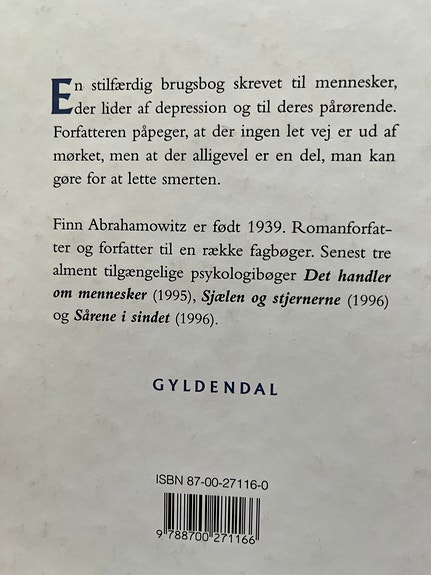 En stilfærdig brugsbog skrevet til mennesker,
der lider af depression og til deres pårørende.
Forfatteren påpeger, at der ingen let vej er ud af
mørket, men at der alligevel er en del, man kan
gøre for at lette smerten.
Finn Abrahamowitz er født 1939. Romanforfat-
ter og forfatter til en række fagbøger. Senest tre
alment tilgængelige psykologibøger Det handler
om mennesker (1995), Sjælen og stjernerne (1996)
og Sårene i sindet (1996).
GYLDENDAL
ISBN 87-00-27116-0
9 788700 271166